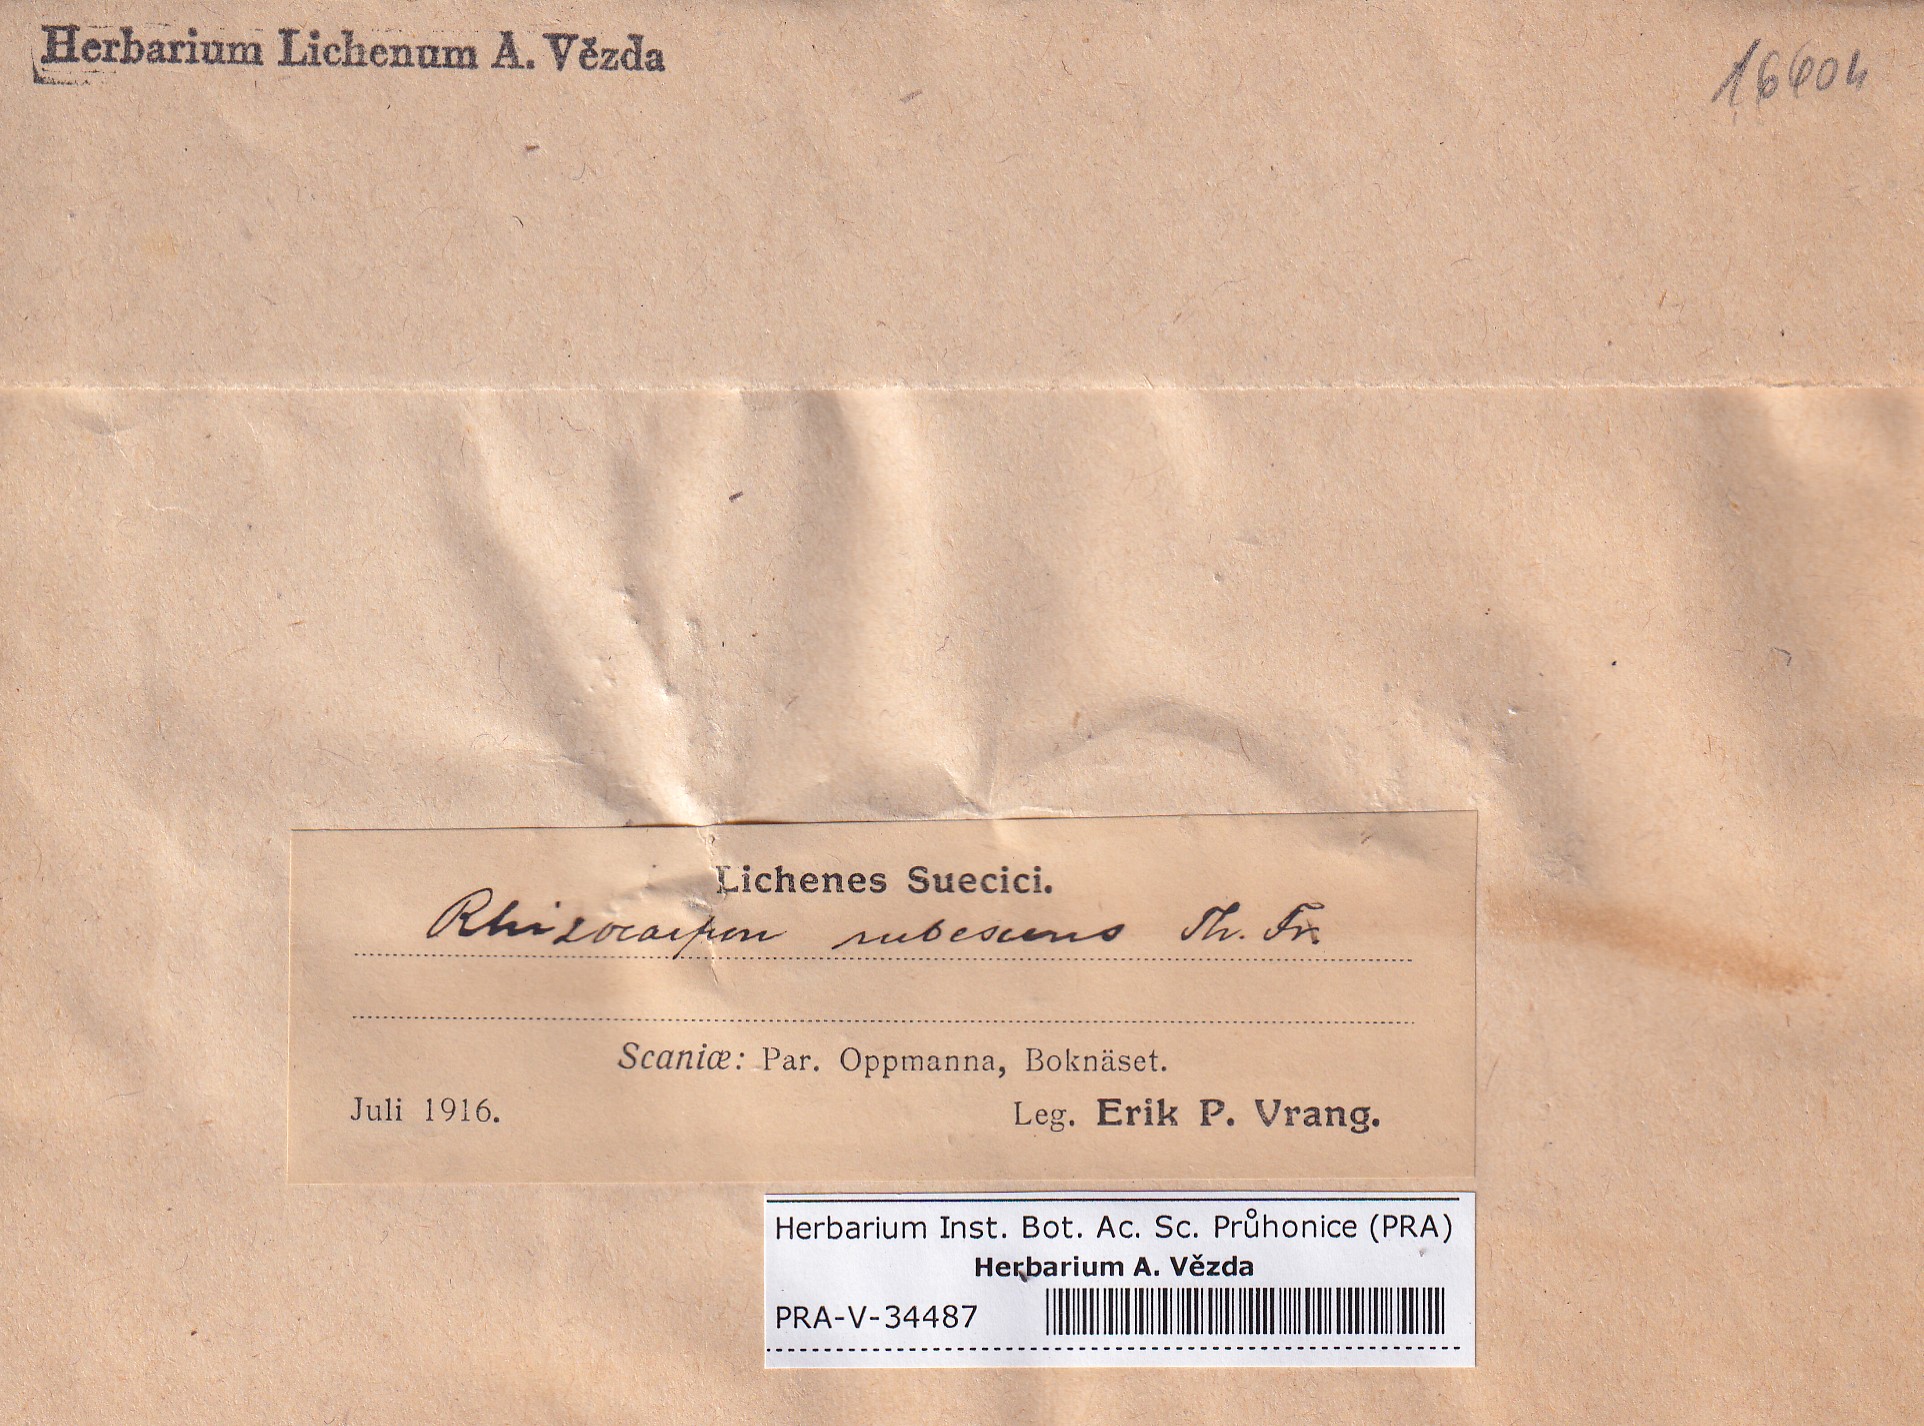 Herbarium Lichenum A. Vězda
16604
Lichenes Suecici.
Rhizocarpon rubescens Th. Fr.
Scaniæ: Par. Oppmanna, Boknäset.
Juli 1916.
Leg. Erik P. Vrang.
Herbarium Inst. Bot. Ac. Sc. Průhonice (PRA)
Herbarium A. Vězda
PRA-V-34487